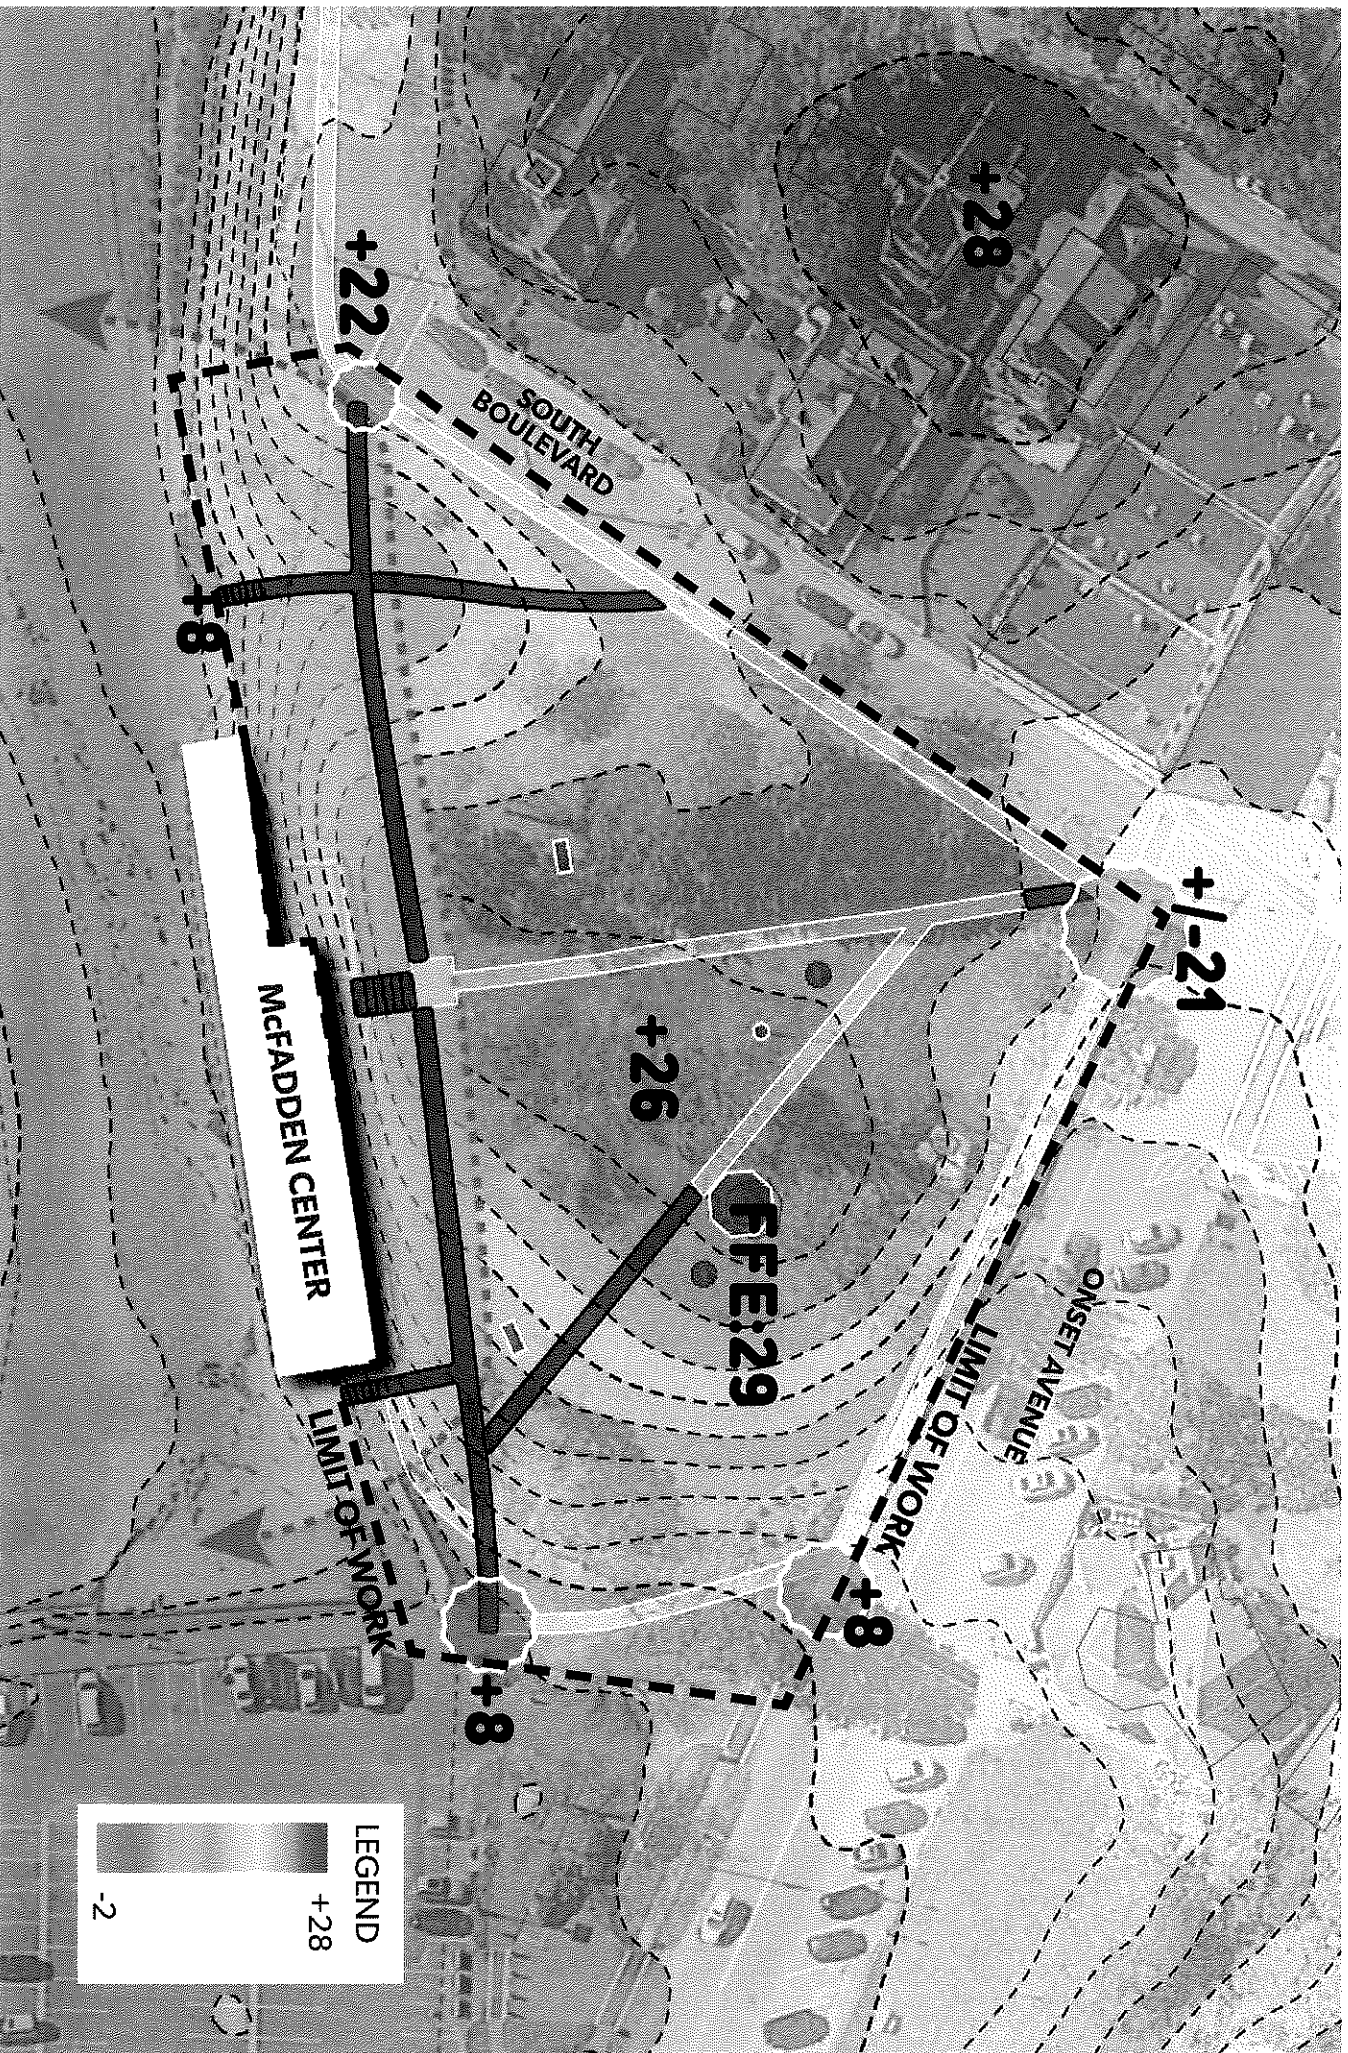 +28
+22
SOUTH
BOULEVARD
+8
+/-21
+26
FFE:29
McFADDEN CENTER
ONSET AVENUE
LIMIT OF WORK
LIMIT OF WORK
+8
+8
LEGEND
+28
-2